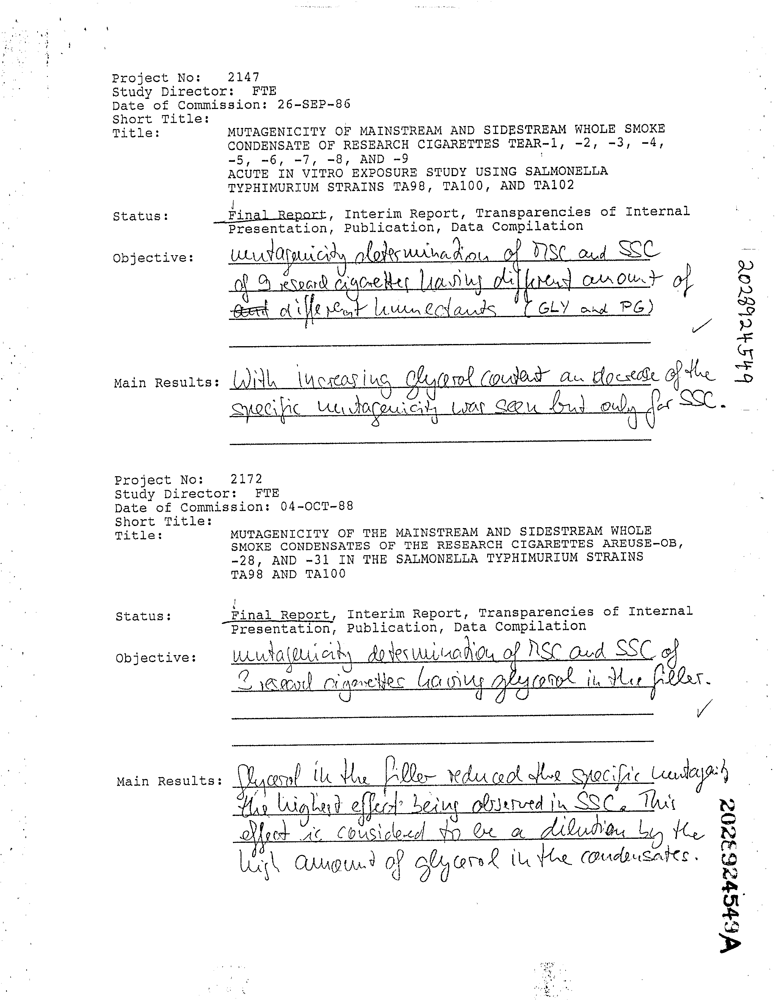 Project No:   2147
Study Director:  FTE
Date of Commission: 26-SEP-86
Short Title:
Title:         MUTAGENICITY OF MAINSTREAM AND SIDESTREAM WHOLE SMOKE
CONDENSATE OF RESEARCH CIGARETTES TEAR-1, -2, -3, -4,
-5, -6, -7, -8, AND -9
ACUTE IN VITRO EXPOSURE STUDY USING SALMONELLA
TYPHIMURIUM STRAINS TA98, TA100, AND TA102
Status:        Final Report, Interim Report, Transparencies of Internal
Presentation, Publication, Data Compilation
Objective:     mutagenicity determination of MSC and SSC
of 9 research cigarettes having different amount of
different humectants (GLY and PG)
✓
2028924549
Main Results: With increasing glycerol content an decrease of the
specific mutagenicity was seen but only for SSC.
Project No:   2172
Study Director:  FTE
Date of Commission: 04-OCT-88
Short Title:
Title:         MUTAGENICITY OF THE MAINSTREAM AND SIDESTREAM WHOLE
SMOKE CONDENSATES OF THE RESEARCH CIGARETTES AREUSE-OB,
-28, AND -31 IN THE SALMONELLA TYPHIMURIUM STRAINS
TA98 AND TA100
Status:        Final Report, Interim Report, Transparencies of Internal
Presentation, Publication, Data Compilation
Objective:     mutagenicity determination of MSC and SSC of
3 research cigarettes having glycerol in the filler.
✓
Main Results: Glycerol in the filler reduced the specific mutagenicity
the highest effect being observed in SSC. This
effect is considered to be a dilution by the
high amount of glycerol in the condensates.
2028924549A